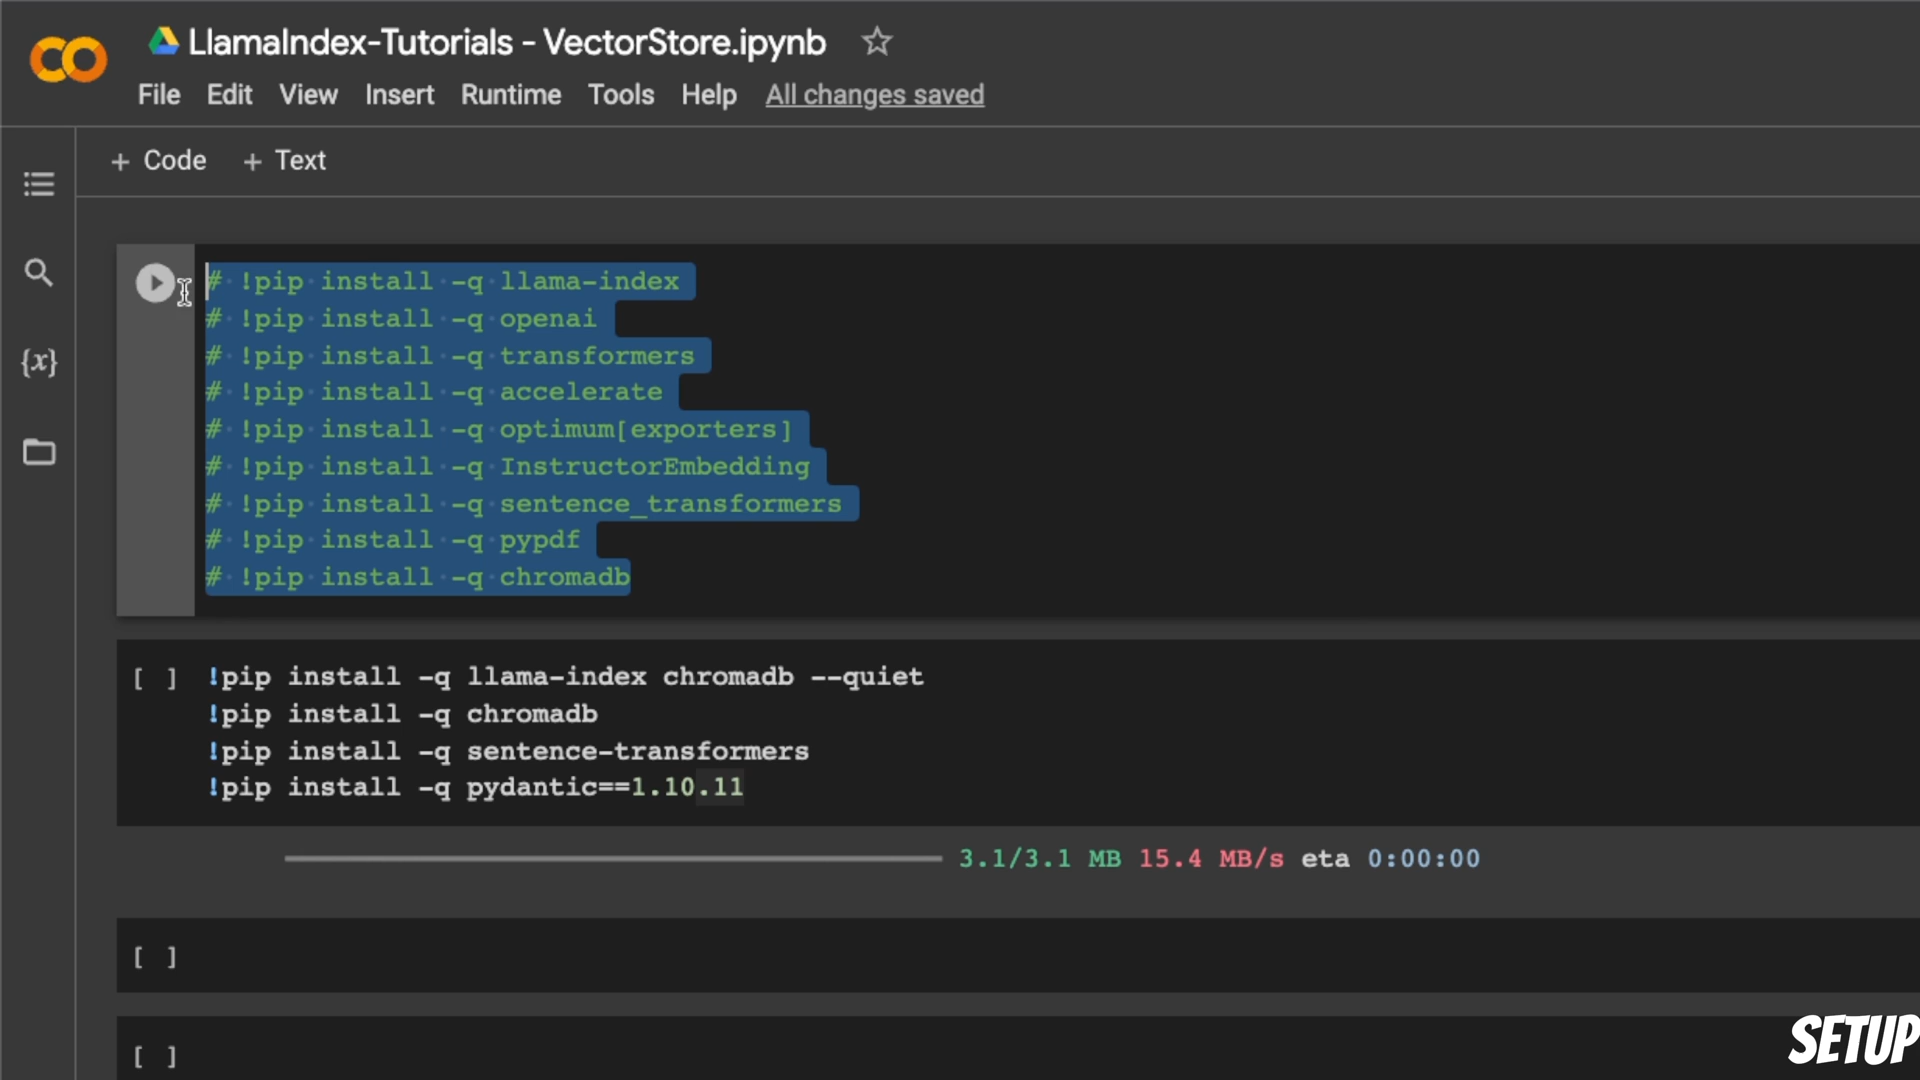 LlamaIndex-Tutorials - VectorStore.ipynb
File Edit View Insert Runtime Tools Help All changes saved
+ Code + Text
{x}
# !pip install -q llama-index
# !pip install -q openai
# !pip install -q transformers
# !pip install -q accelerate
# !pip install -q optimum[exporters]
# !pip install -q InstructorEmbedding
# !pip install -q sentence_transformers
# !pip install -q pypdf
# !pip install -q chromadb
[ ] !pip install -q llama-index chromadb --quiet
!pip install -q chromadb
!pip install -q sentence-transformers
!pip install -q pydantic==1.10.11
3.1/3.1 MB 15.4 MB/s eta 0:00:00
[ ]
[ ]
SETUP